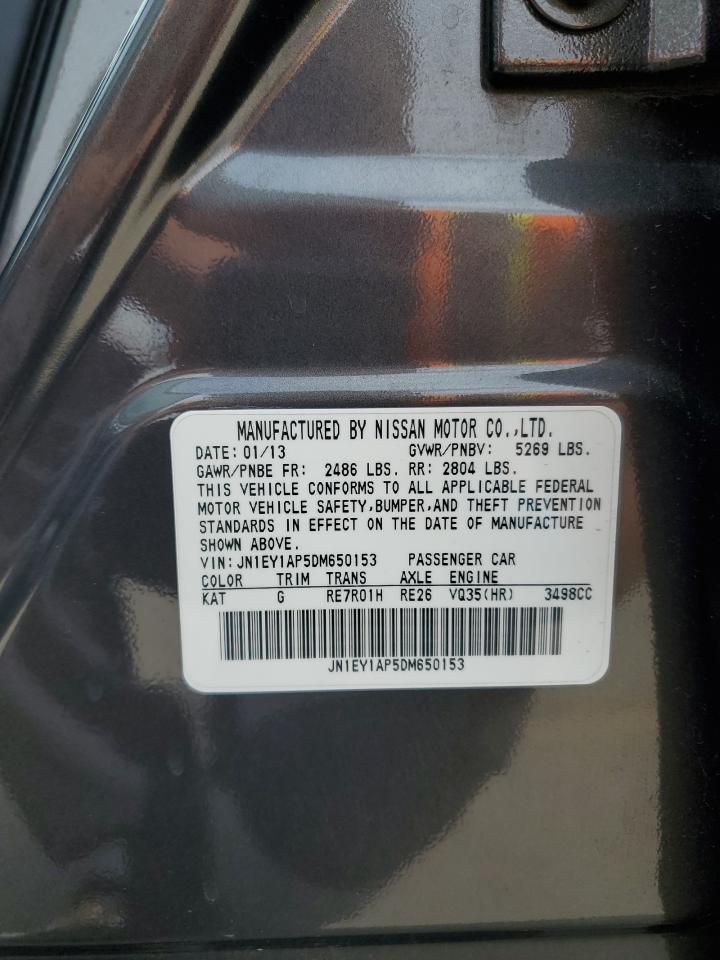 MANUFACTURED BY NISSAN MOTOR CO.,LTD.
DATE: 01/13 GVWR/PNBV: 5269 LBS.
GAWR/PNBE FR: 2486 LBS. RR: 2804 LBS.
THIS VEHICLE CONFORMS TO ALL APPLICABLE FEDERAL
MOTOR VEHICLE SAFETY,BUMPER,AND THEFT PREVENTION
STANDARDS IN EFFECT ON THE DATE OF MANUFACTURE
SHOWN ABOVE.
VIN: JN1EY1AP5DM650153 PASSENGER CAR
COLOR TRIM TRANS AXLE ENGINE
KAT G RE7R01H RE26 VQ35(HR) 3498CC
JN1EY1AP5DM650153